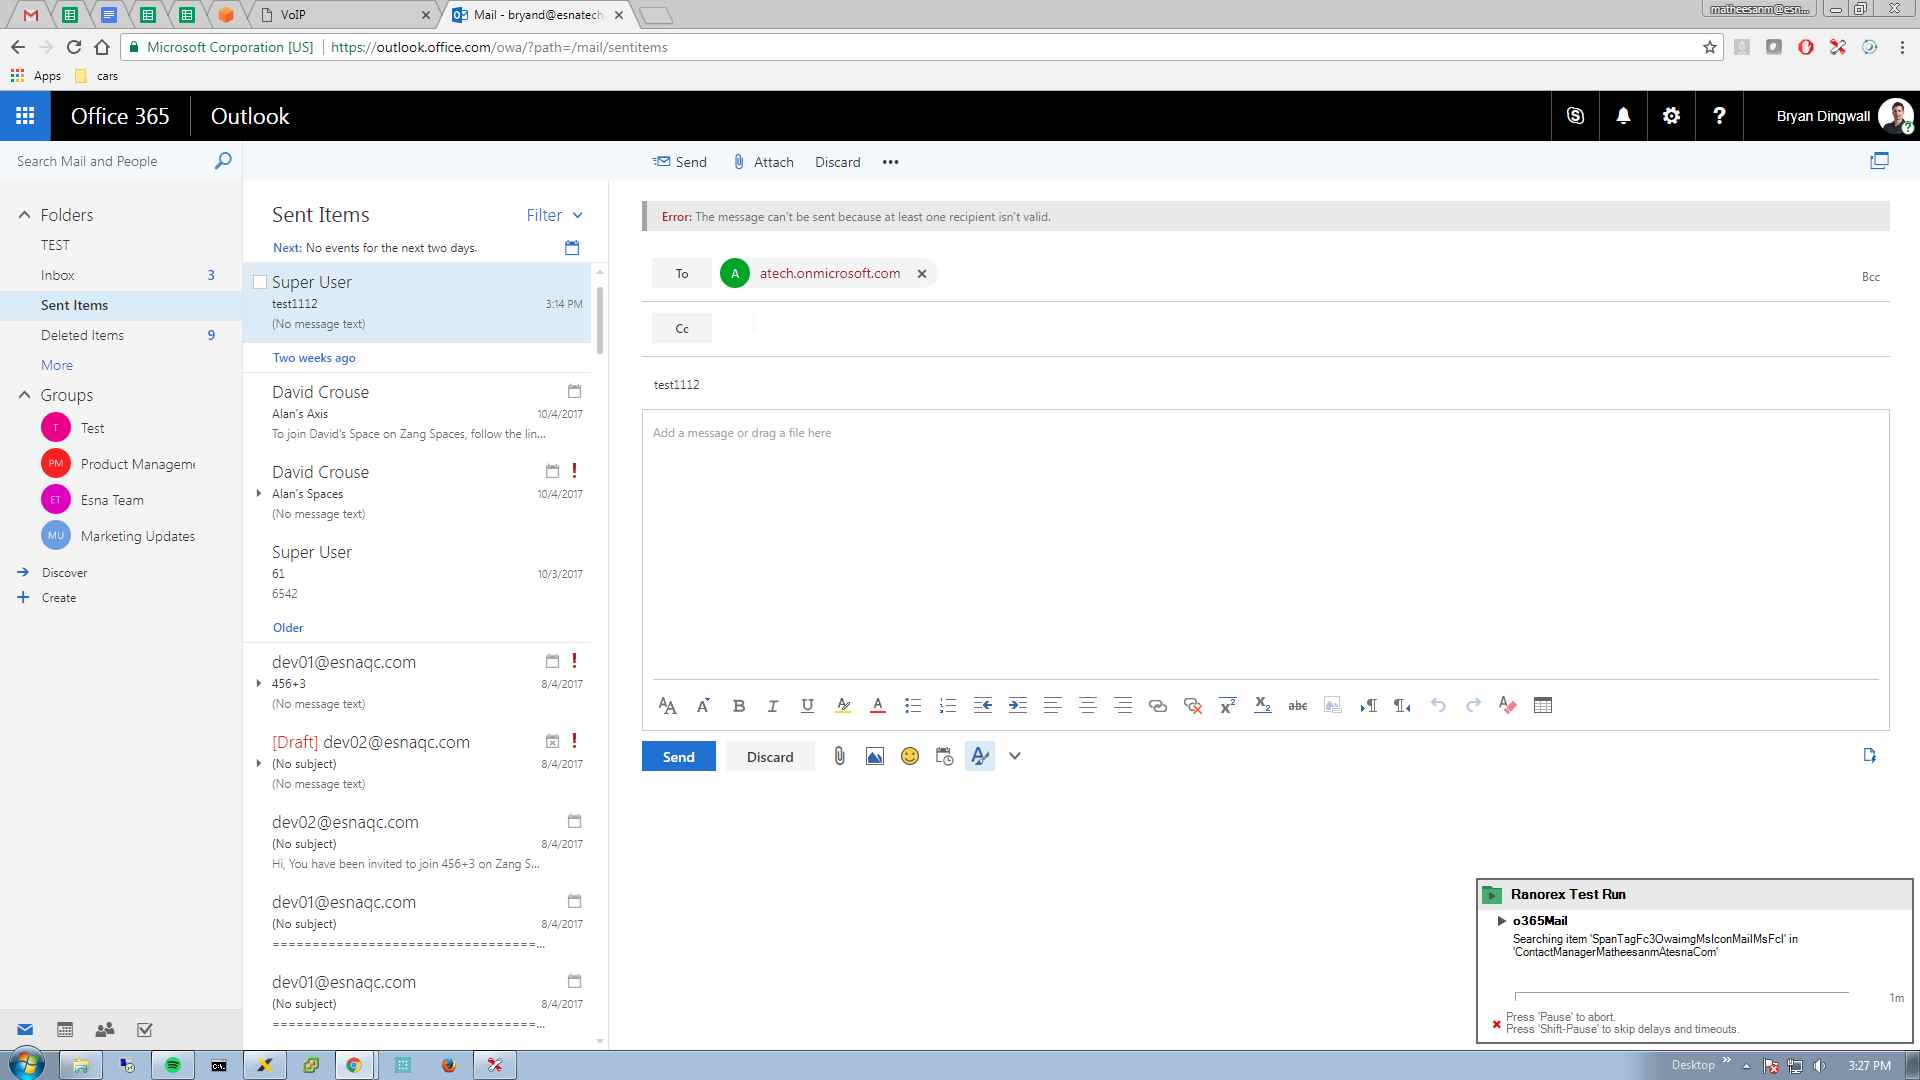 VoIP
Mail - bryand@esnatech
matheesanm@esn...
Microsoft Corporation [US]
https://outlook.office.com/owa/?path=/mail/sentitems
Apps
cars
Office 365
Outlook
Bryan Dingwall
Search Mail and People
Send
Attach
Discard
Folders
TEST
Inbox 3
Sent Items
Deleted Items 9
More
Groups
T Test
PM Product Managem
ET Esna Team
MU Marketing Updates
Discover
Create
Sent Items
Filter
Next: No events for the next two days.
Super User
test1112 3:14 PM
(No message text)
Two weeks ago
David Crouse
Alan's Axis 10/4/2017
To join David's Space on Zang Spaces, follow the lin...
David Crouse
Alan's Spaces 10/4/2017
(No message text)
Super User
61 10/3/2017
6542
Older
dev01@esnaqc.com
456+3 8/4/2017
(No message text)
[Draft] dev02@esnaqc.com
(No subject) 8/4/2017
(No message text)
dev02@esnaqc.com
(No subject) 8/4/2017
Hi, You have been invited to join 456+3 on Zang S...
dev01@esnaqc.com
(No subject) 8/4/2017
=================================...
dev01@esnaqc.com
(No subject) 8/4/2017
=================================...
Error: The message can't be sent because at least one recipient isn't valid.
To
A atech.onmicrosoft.com
Bcc
Cc
test1112
Add a message or drag a file here
Send
Discard
Ranorex Test Run
o365Mail
Searching item 'SpanTagFc3OwaimgMsIconMailMsFcl' in
'ContactManagerMatheesanmAtesnaCom'
1m
Press 'Pause' to abort.
Press 'Shift-Pause' to skip delays and timeouts.
Desktop
3:27 PM